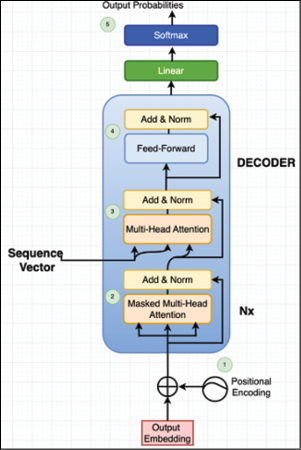 Output Probabilities
5
Softmax
Linear
Add & Norm
4
Feed-Forward
DECODER
Add & Norm
3
Multi-Head Attention
Sequence
Vector
Add & Norm
2
Masked Multi-Head
Attention
Nx
1
Positional
Encoding
Output
Embedding